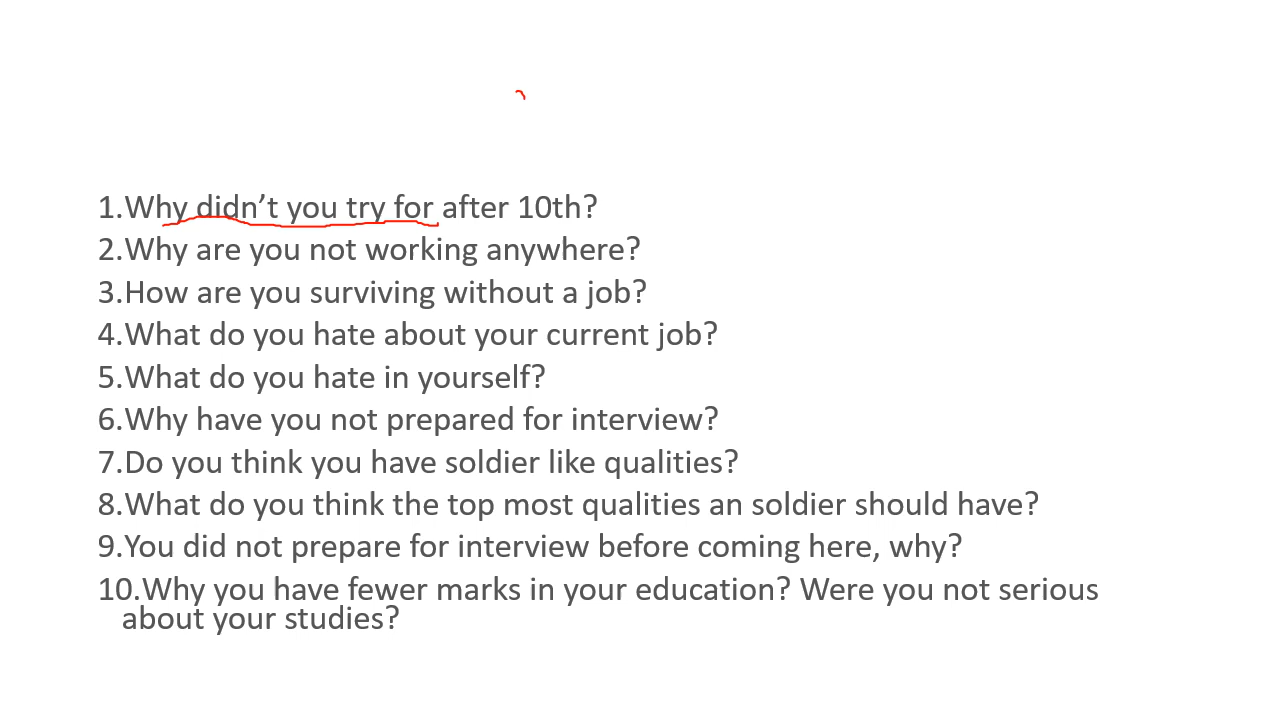 1.Why didn’t you try for after 10th?
2.Why are you not working anywhere?
3.How are you surviving without a job?
4.What do you hate about your current job?
5.What do you hate in yourself?
6.Why have you not prepared for interview?
7.Do you think you have soldier like qualities?
8.What do you think the top most qualities an soldier should have?
9.You did not prepare for interview before coming here, why?
10.Why you have fewer marks in your education? Were you not serious
about your studies?